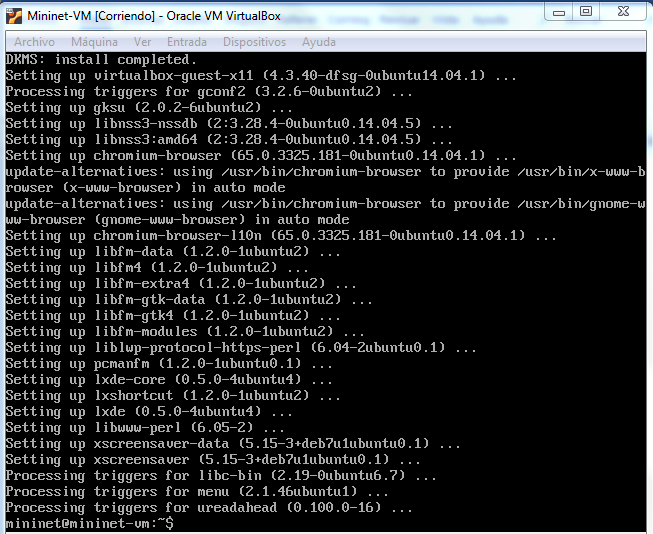 Mininet-VM [Corriendo] - Oracle VM VirtualBox
Archivo Máquina Ver Entrada Dispositivos Ayuda
DKMS: install completed.
Setting up virtualbox-guest-x11 (4.3.40-dfsg-0ubuntu14.04.1) ...
Processing triggers for gconf2 (3.2.6-0ubuntu2) ...
Setting up gksu (2.0.2-6ubuntu2) ...
Setting up libnss3-nssdb (2:3.28.4-0ubuntu0.14.04.5) ...
Setting up libnss3:amd64 (2:3.28.4-0ubuntu0.14.04.5) ...
Setting up chromium-browser (65.0.3325.181-0ubuntu0.14.04.1) ...
update-alternatives: using /usr/bin/chromium-browser to provide /usr/bin/x-www-b
rowser (x-www-browser) in auto mode
update-alternatives: using /usr/bin/chromium-browser to provide /usr/bin/gnome-w
ww-browser (gnome-www-browser) in auto mode
Setting up chromium-browser-l10n (65.0.3325.181-0ubuntu0.14.04.1) ...
Setting up libfm-data (1.2.0-1ubuntu2) ...
Setting up libfm4 (1.2.0-1ubuntu2) ...
Setting up libfm-extra4 (1.2.0-1ubuntu2) ...
Setting up libfm-gtk-data (1.2.0-1ubuntu2) ...
Setting up libfm-gtk4 (1.2.0-1ubuntu2) ...
Setting up libfm-modules (1.2.0-1ubuntu2) ...
Setting up liblwp-protocol-https-perl (6.04-2ubuntu0.1) ...
Setting up pcmanfm (1.2.0-1ubuntu0.1) ...
Setting up lxde-core (0.5.0-4ubuntu4) ...
Setting up lxshortcut (1.2.0-1ubuntu2) ...
Setting up lxde (0.5.0-4ubuntu4) ...
Setting up libwww-perl (6.05-2) ...
Setting up xscreensaver-data (5.15-3+deb7u1ubuntu0.1) ...
Setting up xscreensaver (5.15-3+deb7u1ubuntu0.1) ...
Processing triggers for libc-bin (2.19-0ubuntu6.7) ...
Processing triggers for menu (2.1.46ubuntu1) ...
Processing triggers for ureadahead (0.100.0-16) ...
mininet@mininet-vm:~$